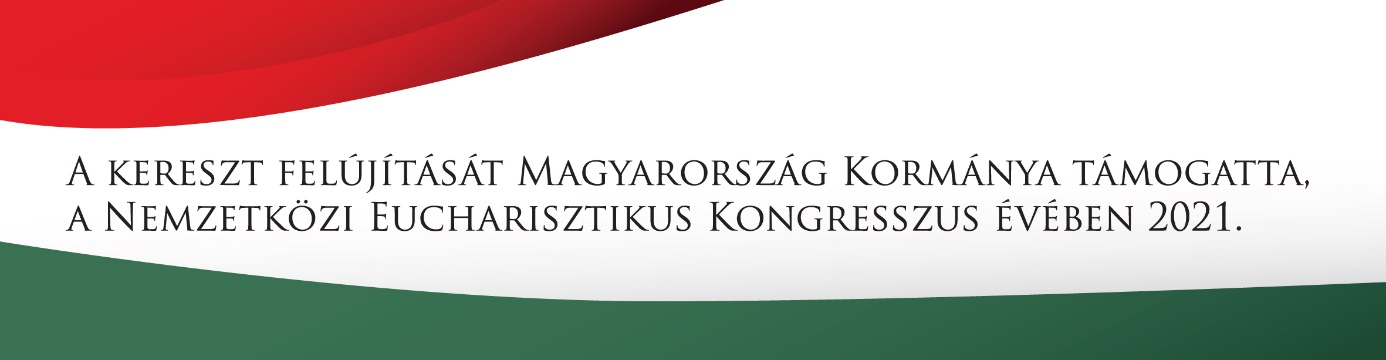 A KERESZT FELÚJÍTÁSÁT MAGYARORSZÁG KORMÁNYA TÁMOGATTA,
A NEMZETKÖZI EUCHARISZTIKUS KONGRESSZUS ÉVÉBEN 2021.